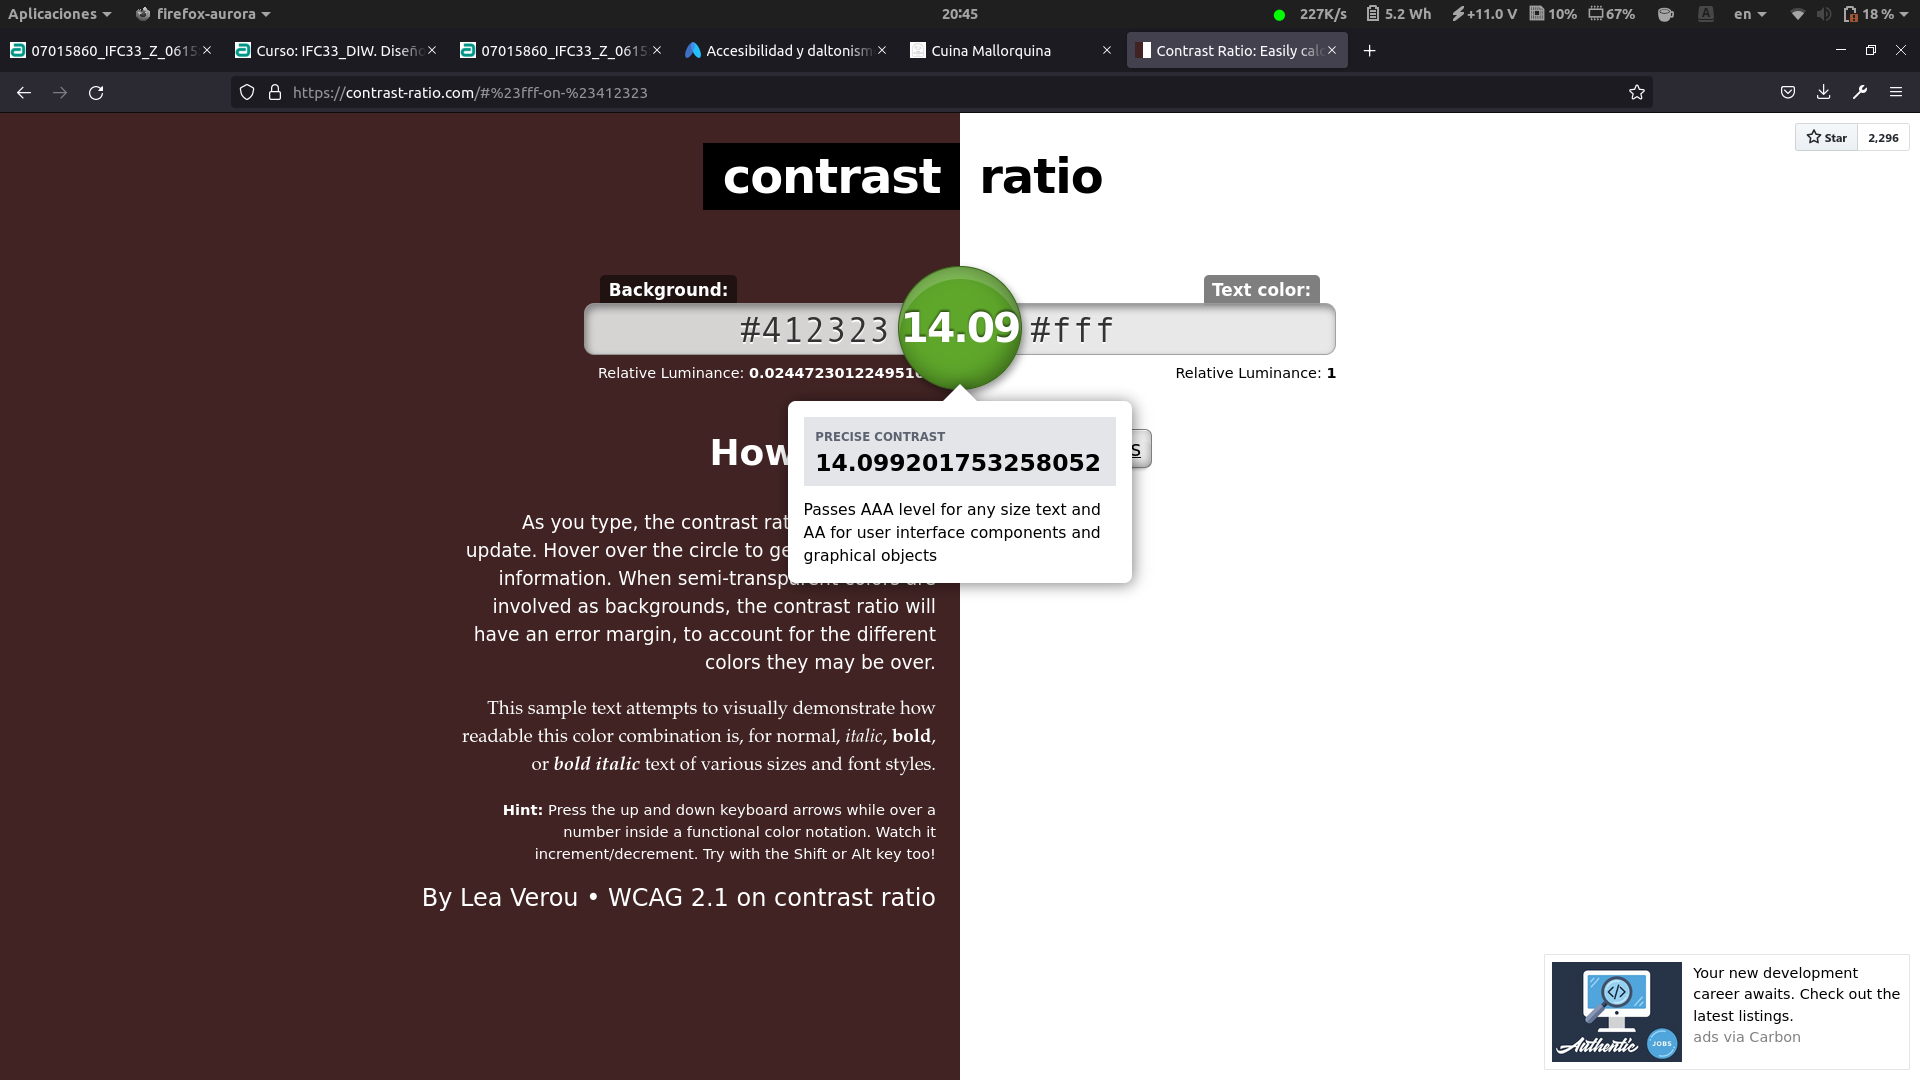 Aplicaciones
firefox-aurora
20:45
227K/s
5.2 Wh
+11.0 V
10%
67%
A
en
18 %
07015860_IFC33_Z_0615
Curso: IFC33_DIW. Diseño
07015860_IFC33_Z_0615
Accesibilidad y daltonism
Cuina Mallorquina
Contrast Ratio: Easily calc
https://contrast-ratio.com/#%23fff-on-%23412323
Star
2,296
contrast ratio
Background:
Text color:
#412323
14.09
#fff
Relative Luminance: 0.0244723012249510
Relative Luminance: 1
PRECISE CONTRAST
14.099201753258052
Passes AAA level for any size text and
AA for user interface components and
graphical objects
How
s
As you type, the contrast rat
update. Hover over the circle to ge
information. When semi-transparent colors are
involved as backgrounds, the contrast ratio will
have an error margin, to account for the different
colors they may be over.
This sample text attempts to visually demonstrate how
readable this color combination is, for normal, italic, bold,
or bold italic text of various sizes and font styles.
Hint: Press the up and down keyboard arrows while over a
number inside a functional color notation. Watch it
increment/decrement. Try with the Shift or Alt key too!
By Lea Verou • WCAG 2.1 on contrast ratio
Authentic
JOBS
Your new development
career awaits. Check out the
latest listings.
ads via Carbon